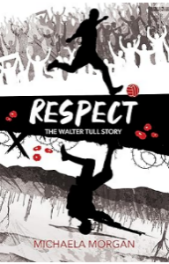 RESPECT
THE WALTER TULL STORY
MICHAELA MORGAN